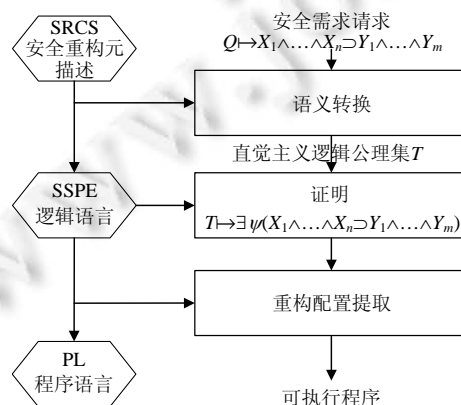 SRCS
安全重构元
描述
安全需求请求
Q↦X₁∧…∧Xₙ⊃Y₁∧…∧Yₘ
语义转换
直觉主义逻辑公理集T
SSPE
逻辑语言
证明
T↦∃ψ(X₁∧…∧Xₙ⊃Y₁∧…∧Yₘ)
重构配置提取
PL
程序语言
可执行程序